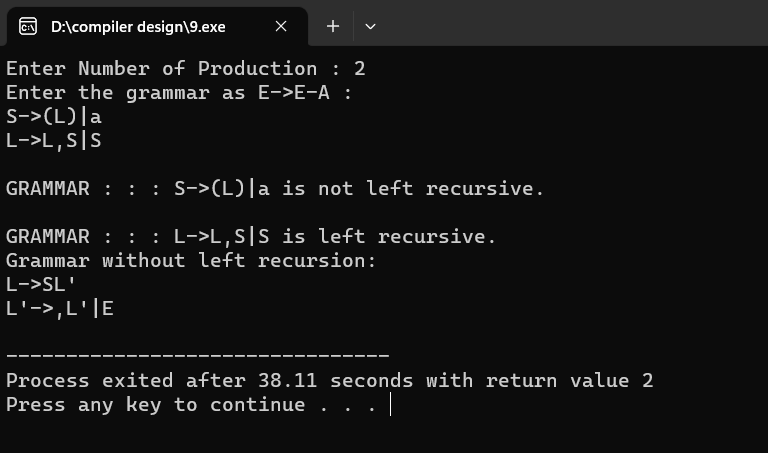 D:\compiler design\9.exe
Enter Number of Production : 2
Enter the grammar as E->E-A :
S->(L)|a
L->L,S|S
GRAMMAR : : : S->(L)|a is not left recursive.
GRAMMAR : : : L->L,S|S is left recursive.
Grammar without left recursion:
L->SL'
L'->,L'|E
--------------------------------
Process exited after 38.11 seconds with return value 2
Press any key to continue . . .